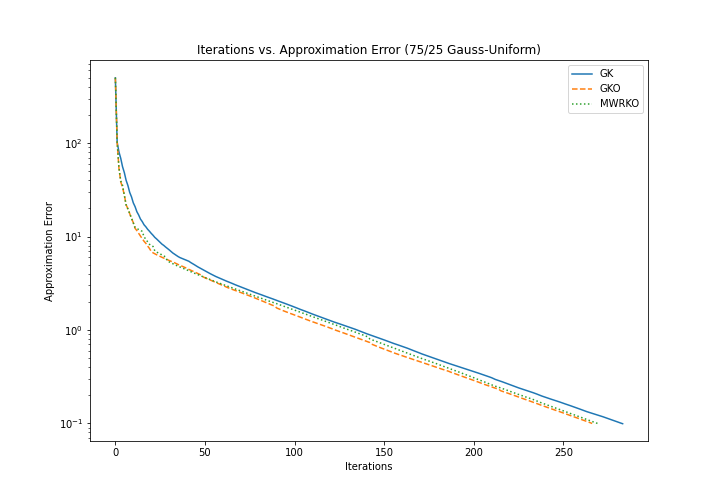 Iterations vs. Approximation Error (75/25 Gauss-Uniform)
GK
GKO
MWRKO
Approximation Error
10²
10¹
10⁰
10⁻¹
0 50 100 150 200 250
Iterations